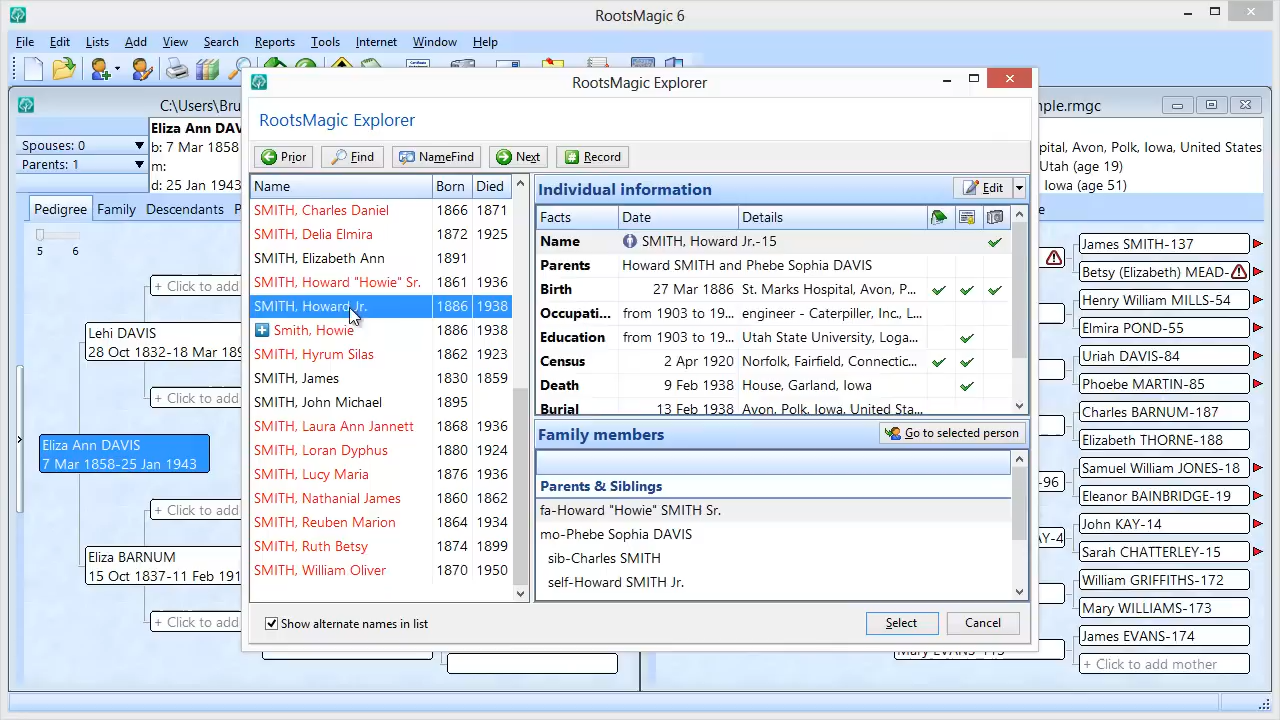 RootsMagic 6
File Edit Lists Add View Search Reports Tools Internet Window Help
C:\Users\Bru
mple.rmgc
Eliza Ann DAV
b: 7 Mar 1858
m:
d: 25 Jan 1943
Spouses: 0
Parents: 1
pital, Avon, Polk, Iowa, United States
Utah (age 19)
Iowa (age 51)
Pedigree Family Descendants P
5 6
+ Click to add
Lehi DAVIS
28 Oct 1832-18 Mar 189
+ Click to add
Eliza Ann DAVIS
7 Mar 1858-25 Jan 1943
+ Click to add
Eliza BARNUM
15 Oct 1837-11 Feb 191
+ Click to add
RootsMagic Explorer
RootsMagic Explorer
Prior Find NameFind Next Record
Name Born Died
SMITH, Charles Daniel 1866 1871
SMITH, Delia Elmira 1872 1925
SMITH, Elizabeth Ann 1891
SMITH, Howard "Howie" Sr. 1861 1936
SMITH, Howard Jr. 1886 1938
Smith, Howie 1886 1938
SMITH, Hyrum Silas 1862 1923
SMITH, James 1830 1859
SMITH, John Michael 1895
SMITH, Laura Ann Jannett 1868 1936
SMITH, Loran Dyphus 1880 1924
SMITH, Lucy Maria 1876 1936
SMITH, Nathanial James 1860 1862
SMITH, Reuben Marion 1864 1934
SMITH, Ruth Betsy 1874 1899
SMITH, William Oliver 1870 1950
Show alternate names in list
Individual information Edit
Facts Date Details
Name SMITH, Howard Jr.-15
Parents Howard SMITH and Phebe Sophia DAVIS
Birth 27 Mar 1886 St. Marks Hospital, Avon, P...
Occupati... from 1903 to 19... engineer - Caterpiller, Inc., L...
Education from 1903 to 19... Utah State University, Loga...
Census 2 Apr 1920 Norfolk, Fairfield, Connectic...
Death 9 Feb 1938 House, Garland, Iowa
Burial 13 Feb 1938 Avon, Polk, Iowa, United Sta...
Family members Go to selected person
Parents & Siblings
fa-Howard "Howie" SMITH Sr.
mo-Phebe Sophia DAVIS
sib-Charles SMITH
self-Howard SMITH Jr.
Select Cancel
James SMITH-137
Betsy (Elizabeth) MEAD-
Henry William MILLS-54
Elmira POND-55
Uriah DAVIS-84
Phoebe MARTIN-85
Charles BARNUM-187
Elizabeth THORNE-188
Samuel William JONES-18
-96
Eleanor BAINBRIDGE-19
John KAY-14
KAY-4
Sarah CHATTERLEY-15
William GRIFFITHS-172
Mary WILLIAMS-173
James EVANS-174
+ Click to add mother